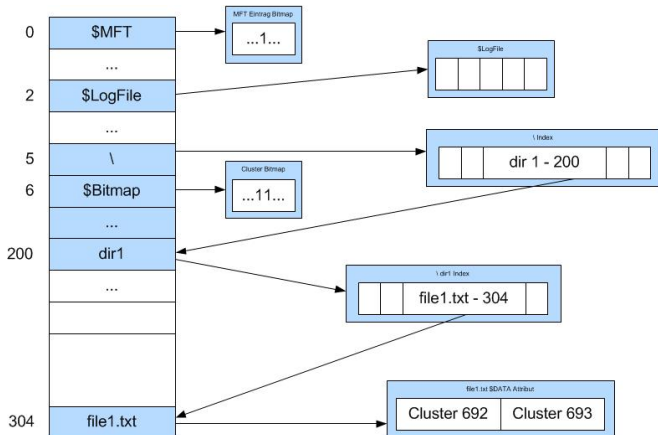 0
$MFT
MFT Eintrag Bitmap
...1...
...
$LogFile
2
$LogFile
...
\ Index
5
\
dir 1 - 200
6
$Bitmap
Cluster Bitmap
...11...
...
200
dir1
\ dir1 Index
...
file1.txt - 304
file1.txt $DATA Attribut
304
file1.txt
Cluster 692
Cluster 693